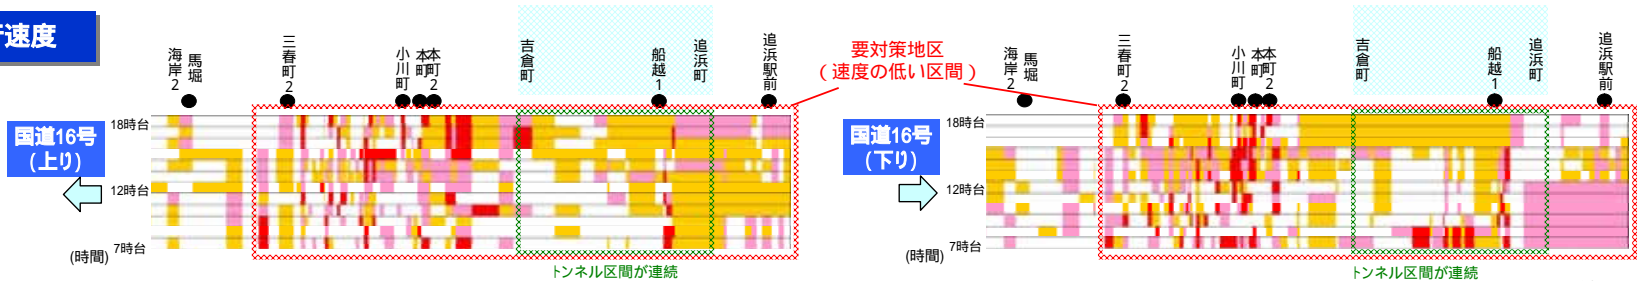 行速度
馬堀
海岸2
三春町2
小川町
本町
本町2
吉倉町
船越1
追浜町
追浜駅前
要対策地区
(速度の低い区間)
馬堀
海岸2
三春町2
小川町
本町
本町2
吉倉町
船越1
追浜町
追浜駅前
国道16号
(上り)
18時台
12時台
7時台
(時間)
トンネル区間が連続
国道16号
(下り)
18時台
12時台
7時台
(時間)
トンネル区間が連続